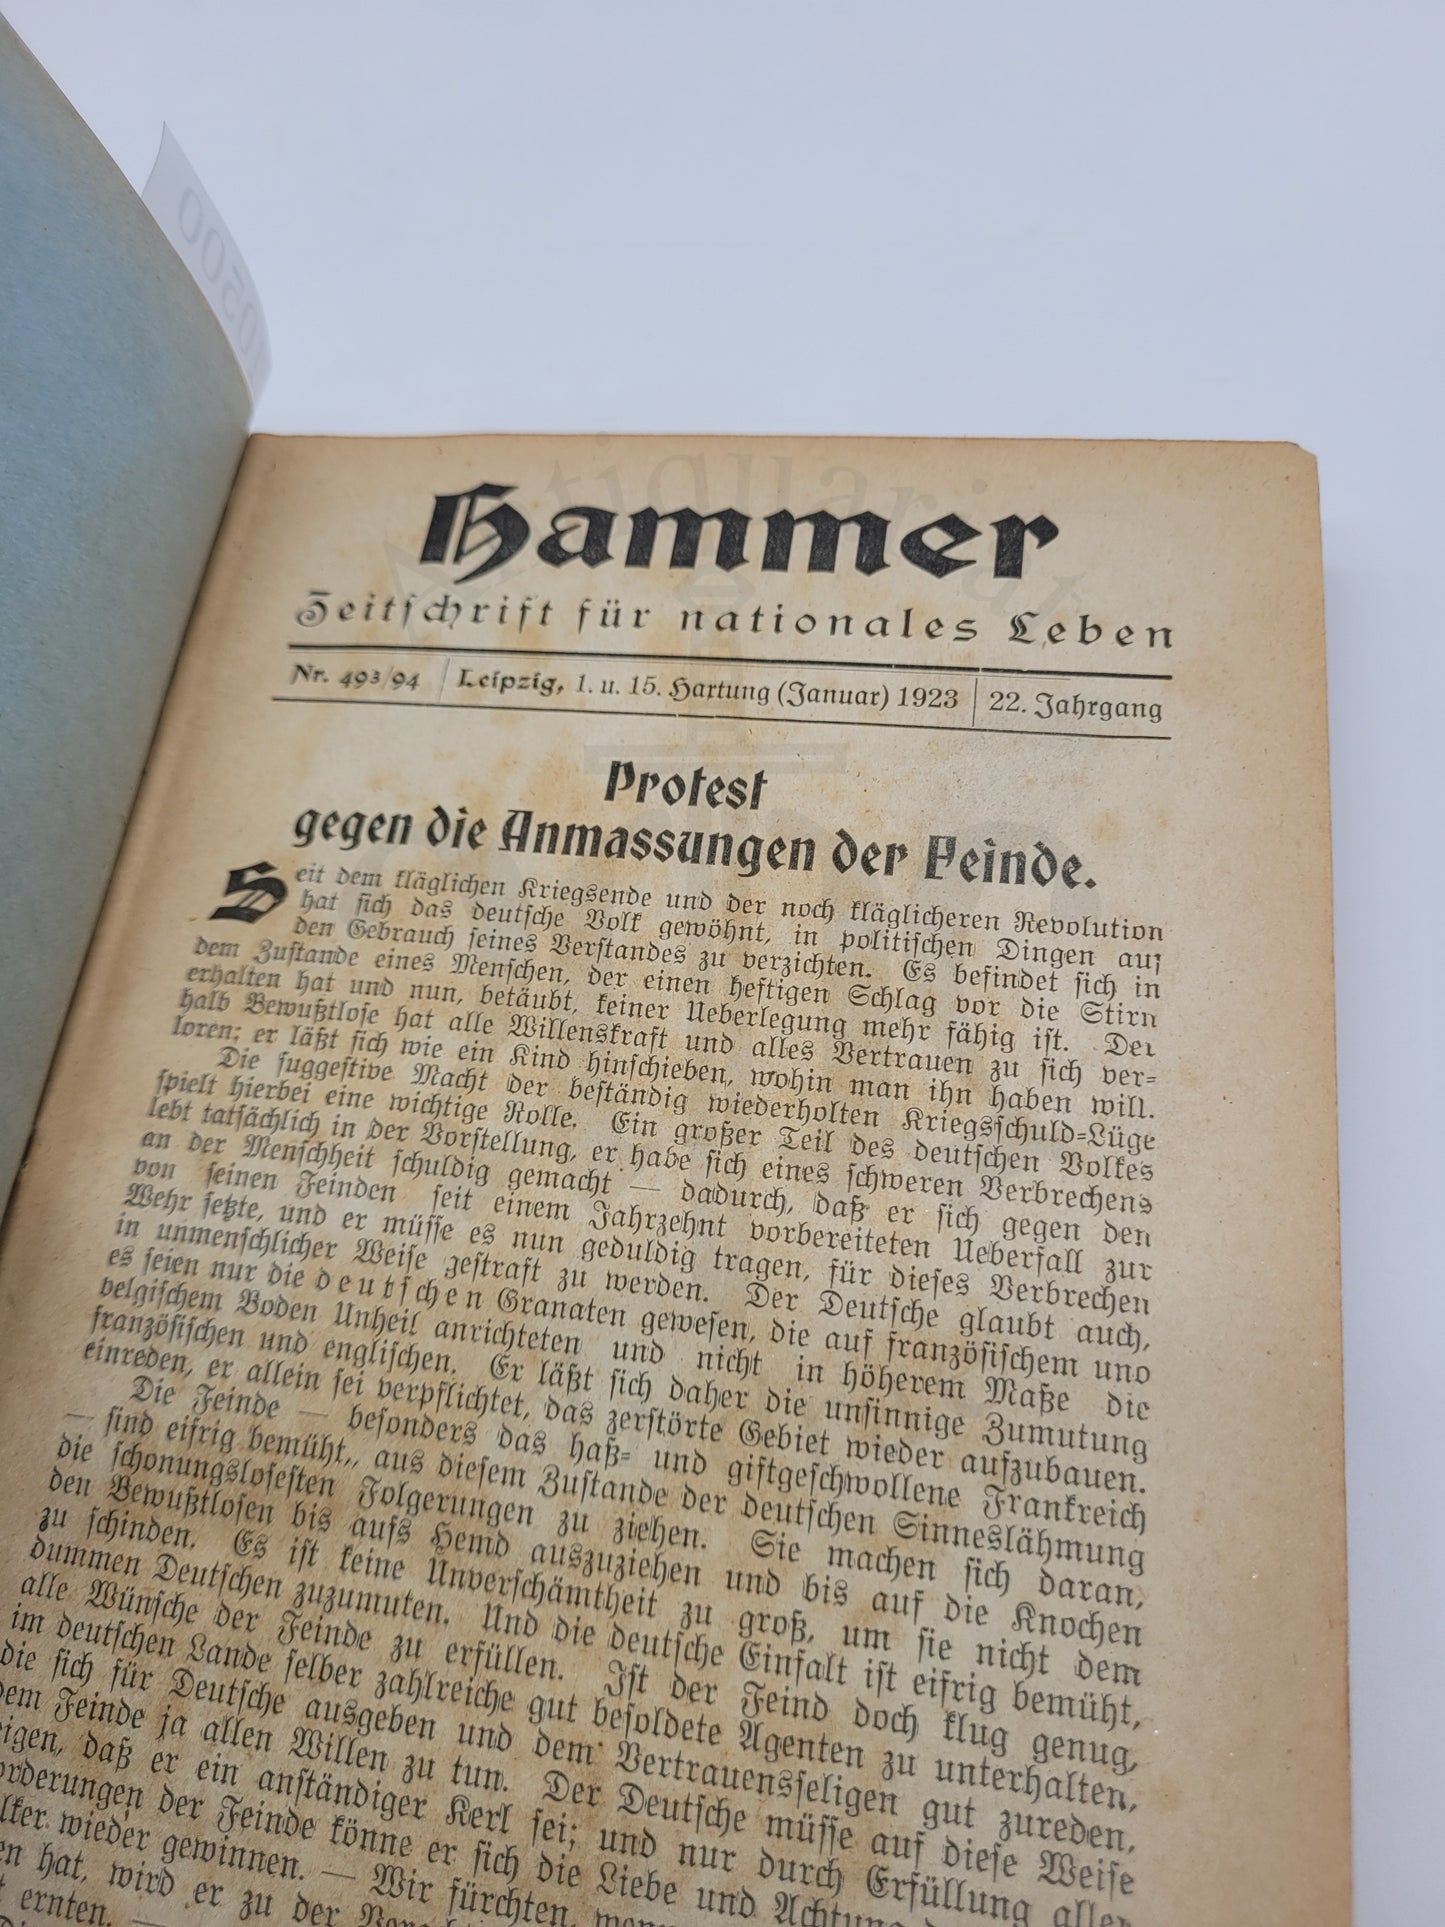 00501
Antiquariat
Hammer
Zeitschrift für nationales Leben
Nr. 493/94 Leipzig, 1. u. 15. Hartung (Januar) 1923 22. Jahrgang
Protest
gegen die Anmassungen der Feinde.
Seit dem kläglichen Kriegsende und der noch kläglicheren Revolution
hat sich das deutsche Volk gewöhnt, in politischen Dingen auf
den Gebrauch seines Verstandes zu verzichten. Es befindet sich in
dem Zustande eines Menschen, der einen heftigen Schlag vor die Stirn
erhalten hat und nun, betäubt, keiner Ueberlegung mehr fähig ist. Der
halb Bewußtlose hat alle Willenskraft und alles Vertrauen zu sich ver-
loren; er läßt sich wie ein Kind hinschieben, wohin man ihn haben will.
Die suggestive Macht der beständig wiederholten Kriegsschuld-Lüge
spielt hierbei eine wichtige Rolle. Ein großer Teil des deutschen Volkes
lebt tatsächlich in der Vorstellung, er habe sich eines schweren Verbrechens
an der Menschheit schuldig gemacht — dadurch, daß er sich gegen den
von seinen Feinden seit einem Jahrzehnt vorbereiteten Ueberfall zur
Wehr setzte, und er müsse es nun geduldig tragen, für dieses Verbrechen
in unmenschlicher Weise gestraft zu werden. Der Deutsche glaubt auch,
es seien nur die deutschen Granaten gewesen, die auf französischem und
belgischem Boden Unheil anrichteten und nicht in höherem Maße die
französischen und englischen. Er läßt sich daher die unsinnige Zumutung
einreden, er allein sei verpflichtet, das zerstörte Gebiet wieder aufzubauen.
Die Feinde — besonders das haß- und giftgeschwollene Frankreich
— sind eifrig bemüht,, aus diesem Zustande der deutschen Sinneslähmung
die schonungslosesten Folgerungen zu ziehen. Sie machen sich daran,
den Bewußtlosen bis aufs Hemd auszuziehen und bis auf die Knochen
zu schinden. Es ist keine Unverschämtheit zu groß, um sie nicht dem
dummen Deutschen zuzumuten. Und die deutsche Einfalt ist eifrig bemüht,
alle Wünsche der Feinde zu erfüllen. Ist der Feind doch klug genug,
im deutschen Lande selber zahlreiche gut besoldete Agenten zu unterhalten,
die sich für Deutsche ausgeben und dem Vertrauensseligen gut zureden,
dem Feinde ja allen Willen zu tun. Der Deutsche müsse auf diese Weise
eigen, daß er ein anständiger Kerl sei; und nur durch Erfüllung aller
orderungen der Feinde könne er sich die Liebe und Achtung
lker wieder gewinnen. — Wir fürchten,
en hat, wird er zu der
t ernten. —